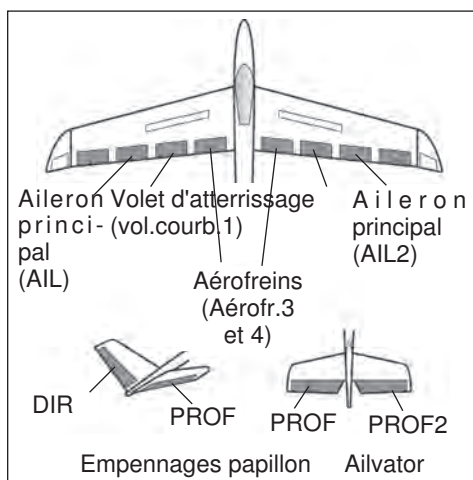 Aileron
princi-
pal
(AIL)
Volet d'atterrissage
(vol.courb.1)
Aileron
principal
(AIL2)
Aérofreins
(Aérofr.3
et 4)
DIR
PROF
PROF
PROF2
Empennages papillon
Ailvator